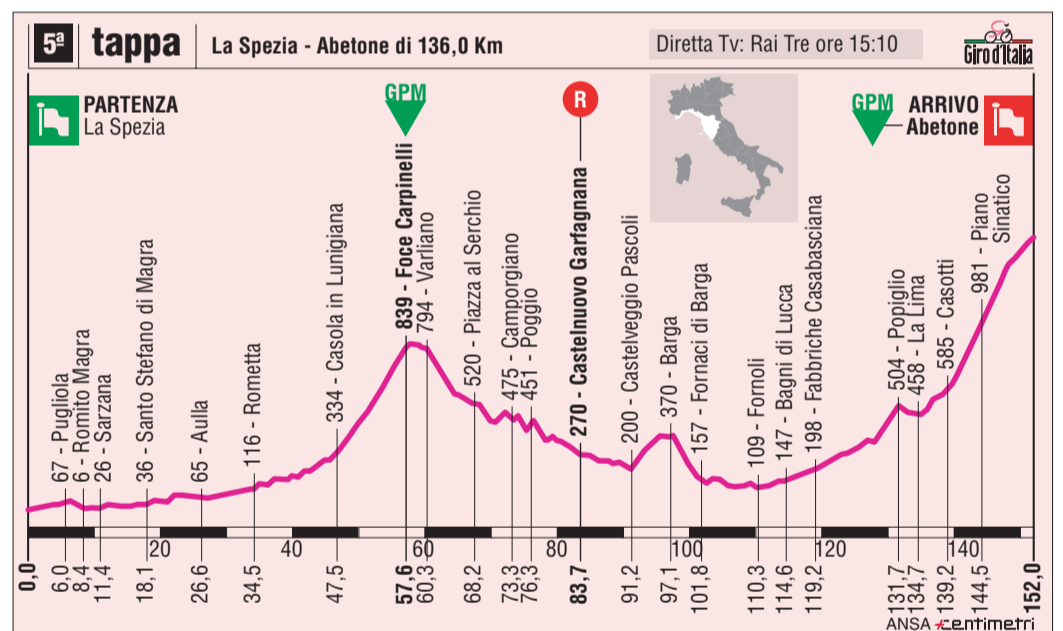 5ª tappa La Spezia - Abetone di 136,0 Km
Diretta Tv: Rai Tre ore 15:10
Giro d'Italia
PARTENZA
La Spezia
GPM
R
GPM
ARRIVO
Abetone
67 - Pugliola
6 - Romito Magra
26 - Sarzana
36 - Santo Stefano di Magra
65 - Aulla
116 - Rometta
334 - Casola in Lunigiana
839 - Foce Carpinelli
794 - Varliano
520 - Piazza al Serchio
475 - Camporgiano
451 - Poggio
270 - Castelnuovo Garfagnana
200 - Castelveggio Pascoli
370 - Barga
157 - Fornaci di Barga
109 - Fornoli
147 - Bagni di Lucca
198 - Fabbriche Casabasciana
504 - Popiglio
458 - La Lima
585 - Casotti
981 - Piano
Sinatico
20 40 60 80 100 120 140
0,0 6,0 8,4 11,4 18,1 26,6 34,5 47,5 57,6 60,3 68,2 73,3 76,3 83,7 91,2 97,1 101,8 110,3 114,6 119,2 131,7 134,7 139,2 144,5 152,0
ANSA centimetri